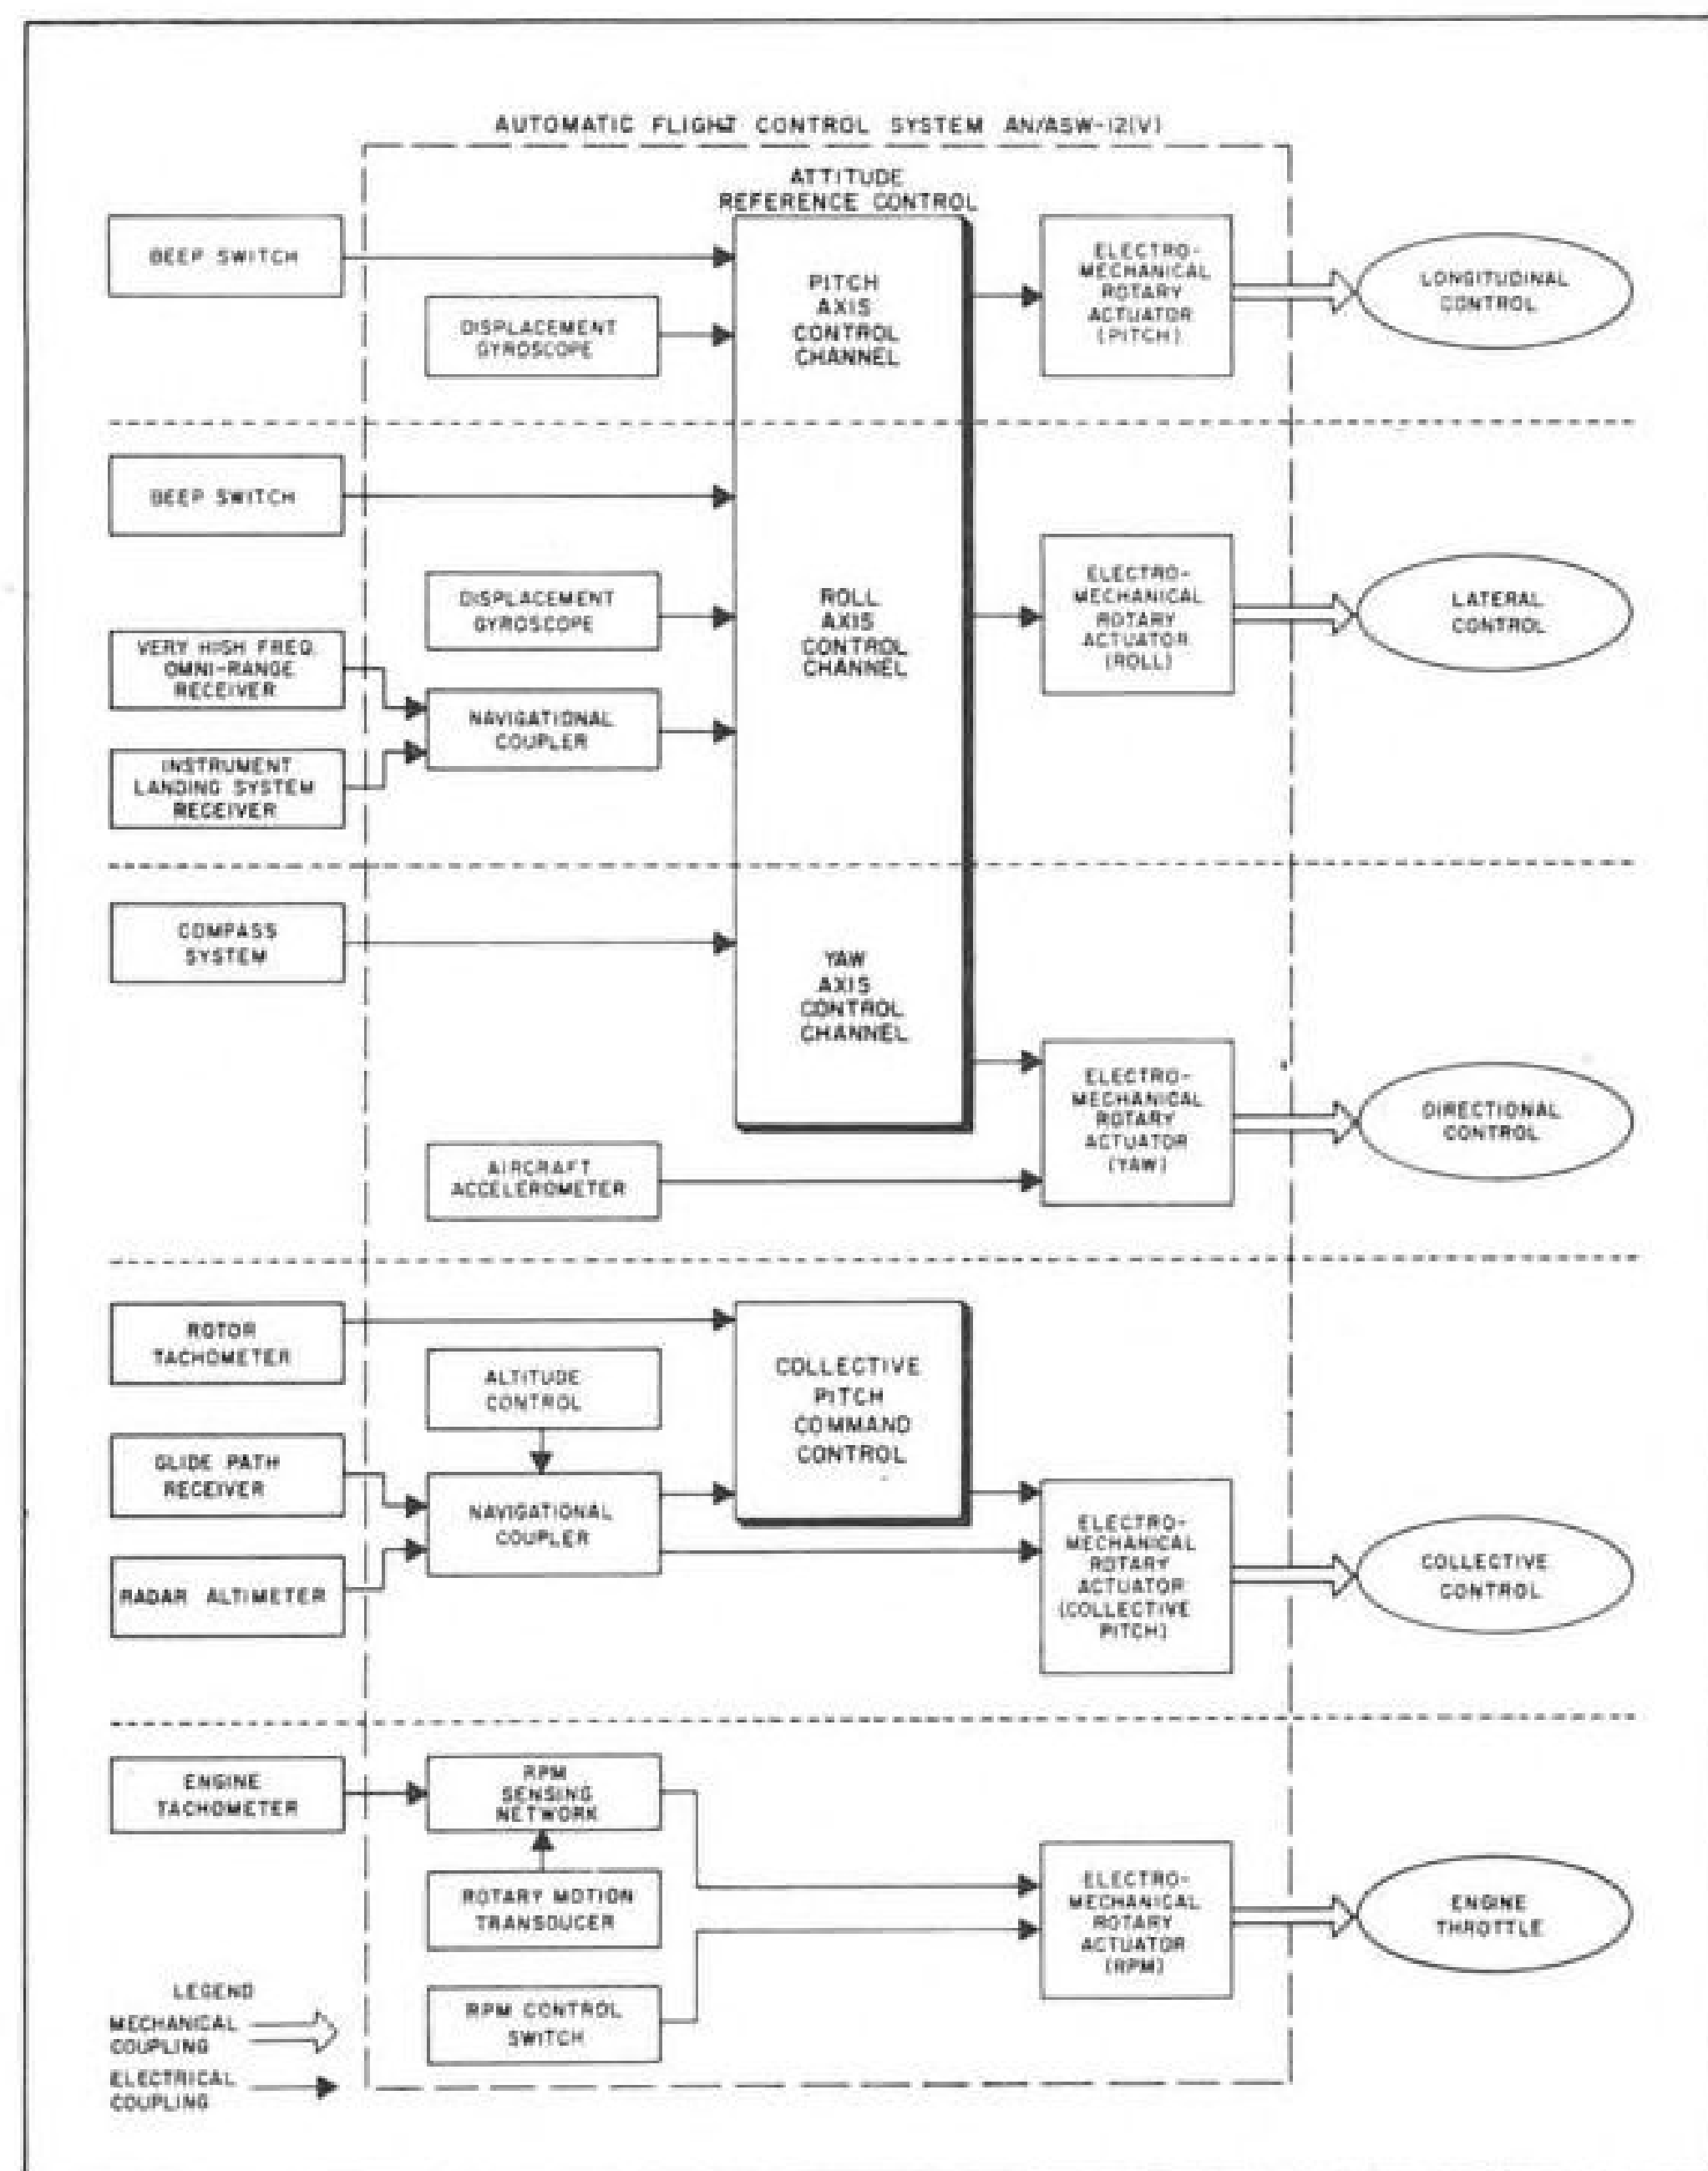 AUTOMATIC FLIGHT CONTROL SYSTEM AN/ASW-12(V)
ATTITUDE
REFERENCE CONTROL
BEEP SWITCH
DISPLACEMENT
GYROSCOPE
PITCH
AXIS
CONTROL
CHANNEL
ELECTRO-
MECHANICAL
ROTARY
ACTUATOR
(PITCH)
LONGITUDINAL
CONTROL
BEEP SWITCH
DISPLACEMENT
GYROSCOPE
VERY HIGH FREQ.
OMNI-RANGE
RECEIVER
NAVIGATIONAL
COUPLER
INSTRUMENT
LANDING SYSTEM
RECEIVER
ROLL
AXIS
CONTROL
CHANNEL
ELECTRO-
MECHANICAL
ROTARY
ACTUATOR
(ROLL)
LATERAL
CONTROL
COMPASS
SYSTEM
YAW
AXIS
CONTROL
CHANNEL
AIRCRAFT
ACCELEROMETER
ELECTRO-
MECHANICAL
ROTARY
ACTUATOR
(YAW)
DIRECTIONAL
CONTROL
ROTOR
TACHOMETER
ALTITUDE
CONTROL
GLIDE PATH
RECEIVER
NAVIGATIONAL
COUPLER
RADAR ALTIMETER
COLLECTIVE
PITCH
COMMAND
CONTROL
ELECTRO-
MECHANICAL
ROTARY
ACTUATOR
(COLLECTIVE
PITCH)
COLLECTIVE
CONTROL
ENGINE
TACHOMETER
RPM
SENSING
NETWORK
ROTARY MOTION
TRANSDUCER
RPM CONTROL
SWITCH
ELECTRO-
MECHANICAL
ROTARY
ACTUATOR
(RPM)
ENGINE
THROTTLE
LEGEND
MECHANICAL
COUPLING
ELECTRICAL
COUPLING